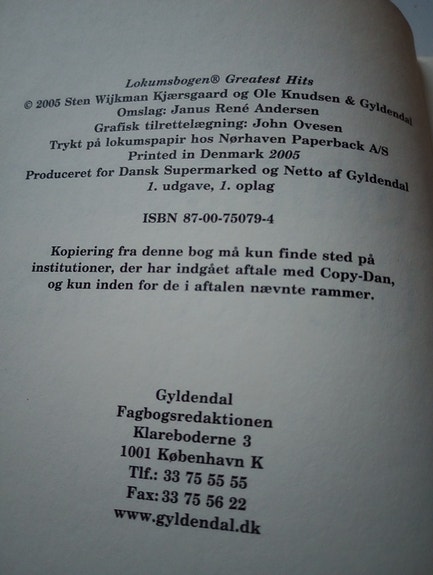 Lokumsbogen® Greatest Hits
© 2005 Sten Wijkman Kjærsgaard og Ole Knudsen & Gyldendal
Omslag: Janus René Andersen
Grafisk tilrettelægning: John Ovesen
Trykt på lokumspapir hos Nørhaven Paperback A/S
Printed in Denmark 2005
Produceret for Dansk Supermarked og Netto af Gyldendal
1. udgave, 1. oplag
ISBN 87-00-75079-4
Kopiering fra denne bog må kun finde sted på
institutioner, der har indgået aftale med Copy-Dan,
og kun inden for de i aftalen nævnte rammer.
Gyldendal
Fagbogsredaktionen
Klareboderne 3
1001 København K
Tlf.: 33 75 55 55
Fax: 33 75 56 22
www.gyldendal.dk